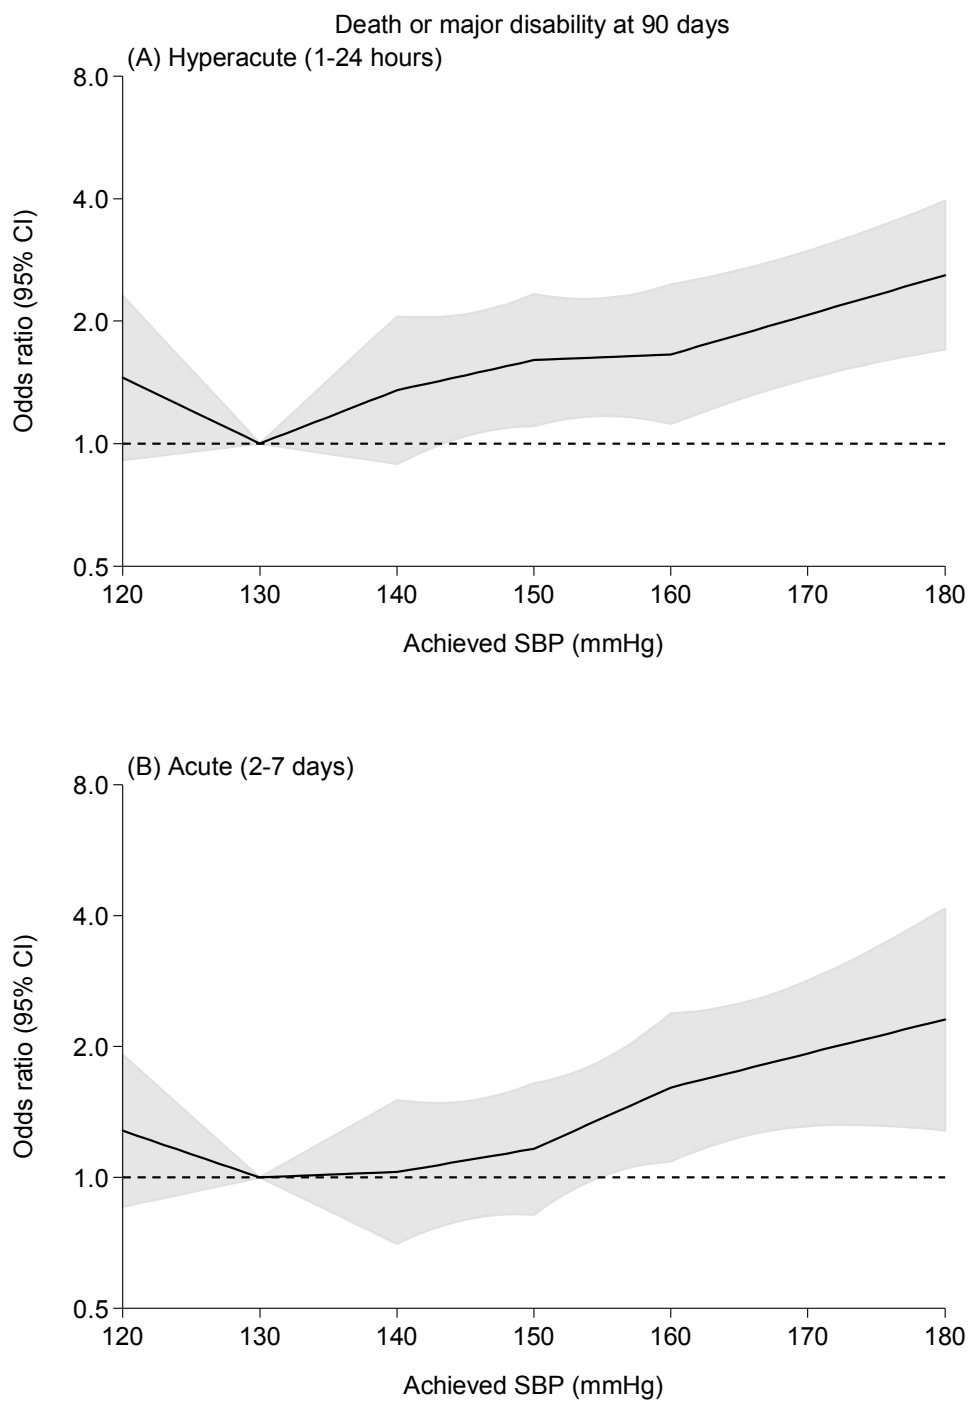 Death or major disability at 90 days
(A) Hyperacute (1-24 hours)
8.0
4.0
2.0
1.0
0.5
Odds ratio (95% CI)
120 130 140 150 160 170 180
Achieved SBP (mmHg)
(B) Acute (2-7 days)
8.0
4.0
2.0
1.0
0.5
Odds ratio (95% CI)
120 130 140 150 160 170 180
Achieved SBP (mmHg)